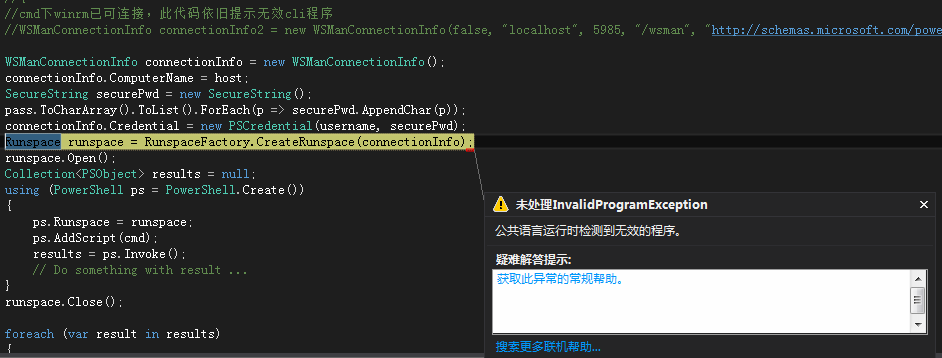 //cmd下winrm已可连接，此代码依旧提示无效cli程序
//WSManConnectionInfo connectionInfo2 = new WSManConnectionInfo(false, "localhost", 5985, "/wsman", "http://schemas.microsoft.com/powe
WSManConnectionInfo connectionInfo = new WSManConnectionInfo();
connectionInfo.ComputerName = host;
SecureString securePwd = new SecureString();
pass.ToCharArray().ToList().ForEach(p => securePwd.AppendChar(p));
connectionInfo.Credential = new PSCredential(username, securePwd);
Runspace runspace = RunspaceFactory.CreateRunspace(connectionInfo);
runspace.Open();
Collection<PSObject> results = null;
using (PowerShell ps = PowerShell.Create())
{
ps.Runspace = runspace;
ps.AddScript(cmd);
results = ps.Invoke();
// Do something with result ...
}
runspace.Close();
foreach (var result in results)
{
未处理InvalidProgramException
公共语言运行时检测到无效的程序。
疑难解答提示:
获取此异常的常规帮助。
搜索更多联机帮助...